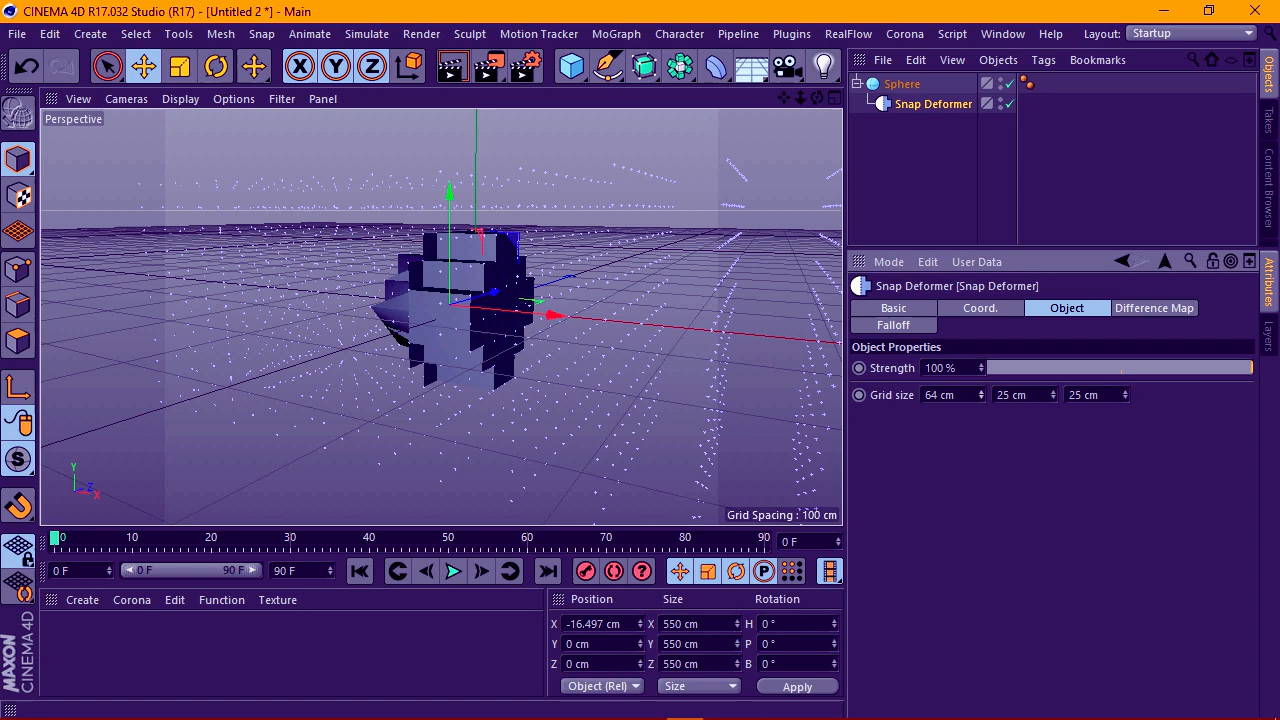 CINEMA 4D R17.032 Studio (R17) - [Untitled 2 *] - Main
File Edit Create Select Tools Mesh Snap Animate Simulate Render Sculpt Motion Tracker MoGraph Character Pipeline Plugins RealFlow Corona Script Window Help Layout: Startup
X Y Z
File Edit View Objects Tags Bookmarks
View Cameras Display Options Filter Panel
Perspective
Sphere
Snap Deformer
Objects
Takes
Content Browser
Attributes
Layers
Mode Edit User Data
Snap Deformer [Snap Deformer]
Basic Coord. Object Difference Map
Falloff
Object Properties
Strength 100 %
Grid size 64 cm 25 cm 25 cm
S
Y
Z
X
Grid Spacing : 100 cm
0 10 20 30 40 50 60 70 80 90 0 F
0 F 0 F 90 F 90 F P
Create Corona Edit Function Texture
Position Size Rotation
X -16.497 cm X 550 cm H 0 °
Y 0 cm Y 550 cm P 0 °
Z 0 cm Z 550 cm B 0 °
Object (Rel) Size Apply
MAXON
CINEMA 4D